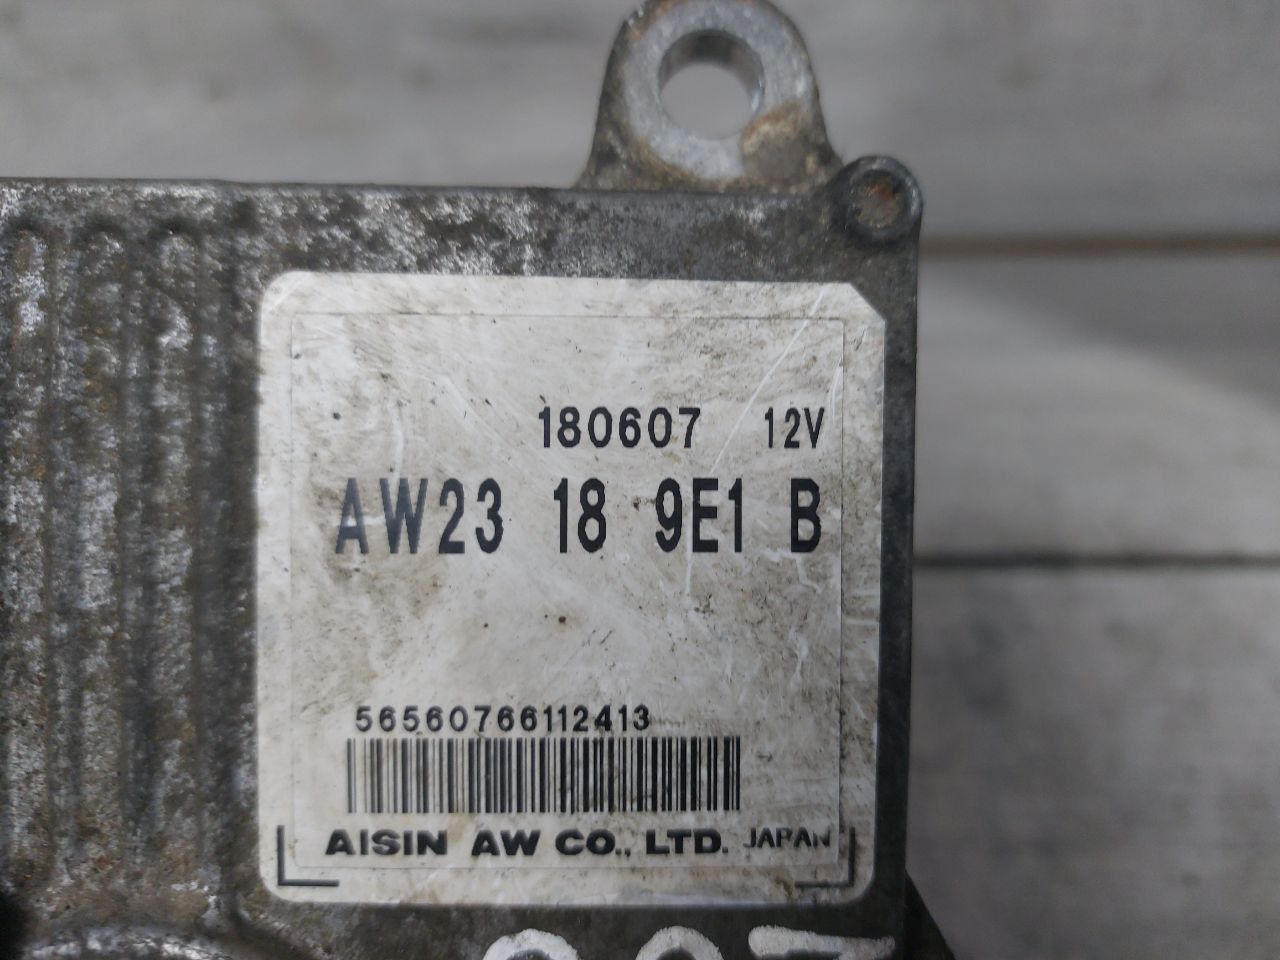 180607 12V
AW23 18 9E1 B
56560766112413
AISIN AW CO., LTD. JAPAN